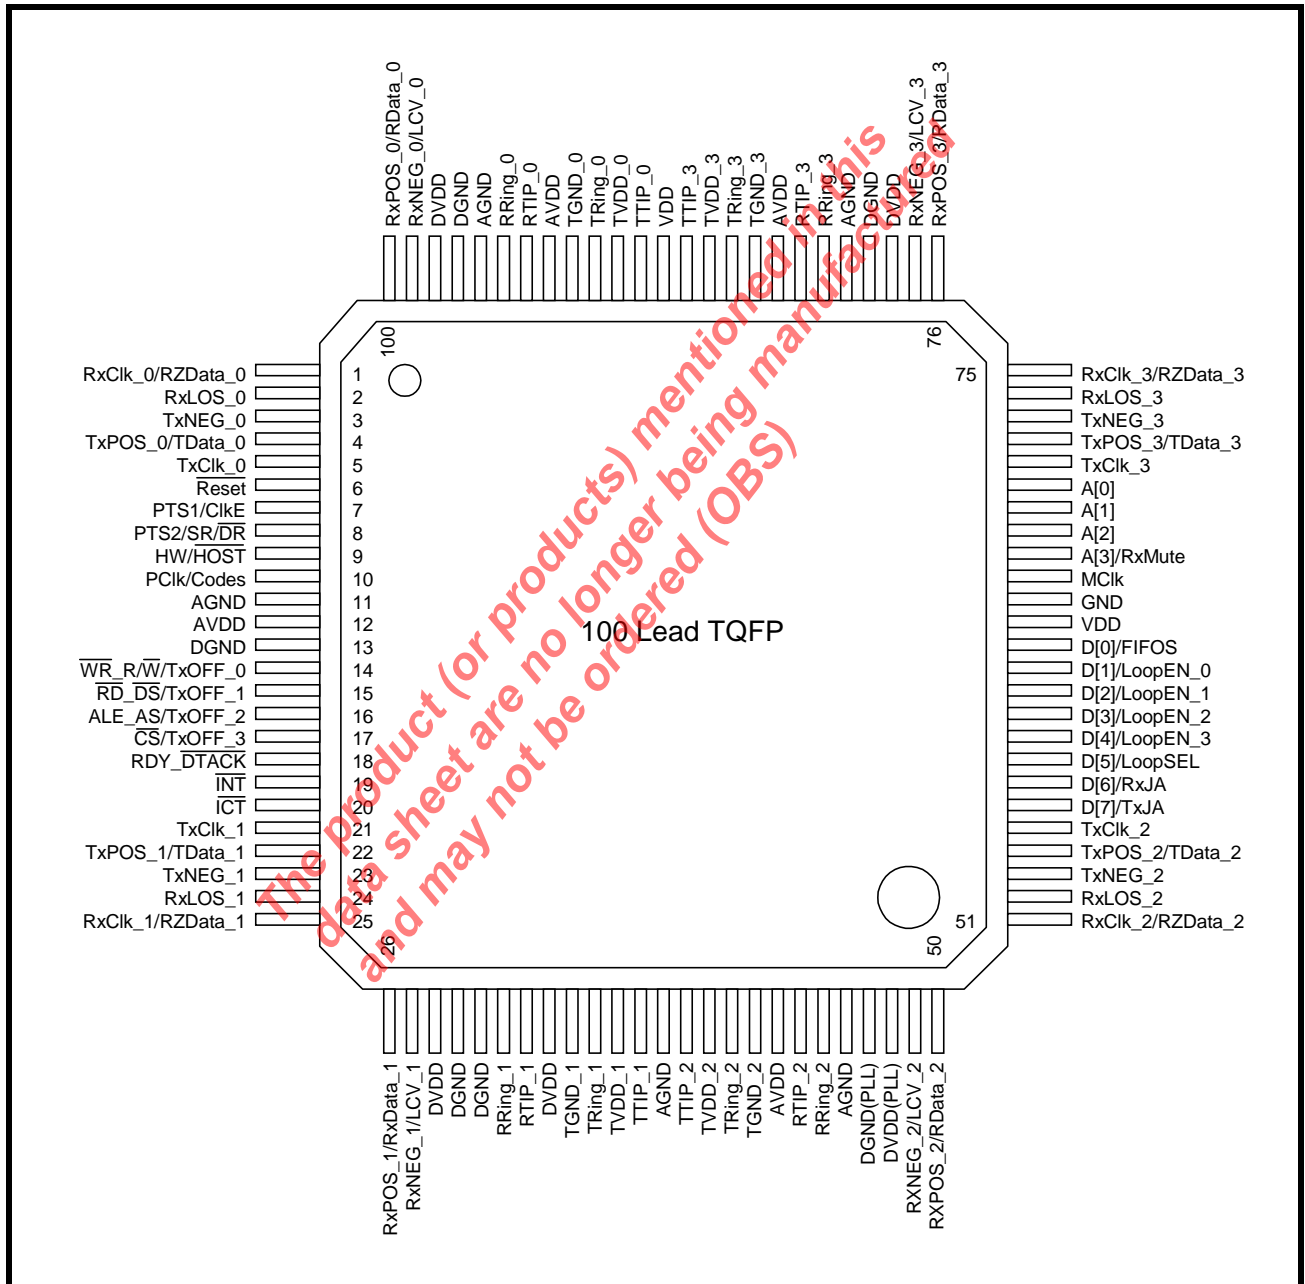 RxPOS_0/RData_0
RxNEG_0/LCV_0
DVDD
DGND
AGND
RRing_0
RTIP_0
AVDD
TGND_0
TRing_0
TVDD_0
TTIP_0
VDD
TTIP_3
TVDD_3
TRing_3
TGND_3
AVDD
RTIP_3
RRing_3
AGND
DGND
DVDD
RxNEG_3/LCV_3
RxPOS_3/RData_3
100
76
RxClk_0/RZData_0 1
RxLOS_0 2
TxNEG_0 3
TxPOS_0/TData_0 4
TxClk_0 5
Reset 6
PTS1/ClkE 7
PTS2/SR/DR 8
HW/HOST 9
PClk/Codes 10
AGND 11
AVDD 12
DGND 13
WR_R/W/TxOFF_0 14
RD_DS/TxOFF_1 15
ALE_AS/TxOFF_2 16
CS/TxOFF_3 17
RDY_DTACK 18
INT 19
ICT 20
TxClk_1 21
TxPOS_1/TData_1 22
TxNEG_1 23
RxLOS_1 24
RxClk_1/RZData_1 25
100 Lead TQFP
The product (or products) mentioned in this
data sheet are no longer being manufactured
and may not be ordered (OBS)
75 RxClk_3/RZData_3
RxLOS_3
TxNEG_3
TxPOS_3/TData_3
TxClk_3
A[0]
A[1]
A[2]
A[3]/RxMute
MClk
GND
VDD
D[0]/FIFOS
D[1]/LoopEN_0
D[2]/LoopEN_1
D[3]/LoopEN_2
D[4]/LoopEN_3
D[5]/LoopSEL
D[6]/RxJA
D[7]/TxJA
TxClk_2
TxPOS_2/TData_2
TxNEG_2
RxLOS_2
51 RxClk_2/RZData_2
26
50
RxPOS_1/RxData_1
RxNEG_1/LCV_1
DVDD
DGND
DGND
RRing_1
RTIP_1
DVDD
TGND_1
TRing_1
TVDD_1
TTIP_1
AGND
TTIP_2
TVDD_2
TRing_2
TGND_2
AVDD
RTIP_2
RRing_2
AGND
DGND(PLL)
DVDD(PLL)
RXNEG_2/LCV_2
RXPOS_2/RData_2